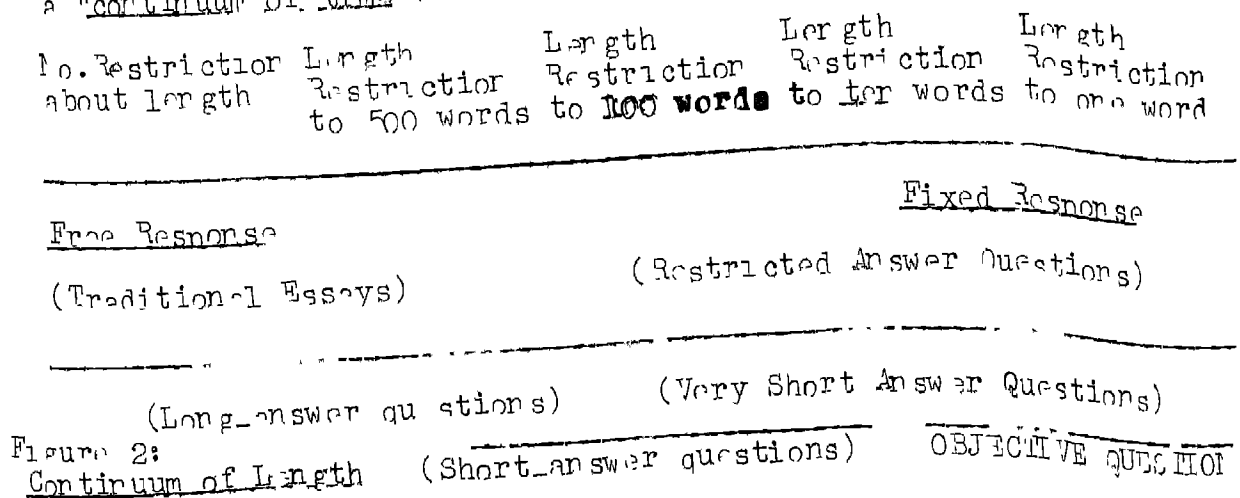 a "continuum of
No. Restriction about length
Length Restriction to 500 words
Length Restriction to 100 words
Length Restriction to ten words
Length Restriction to one word
Fixed Response
Free Response
(Restricted Answer Questions)
(Traditional Essays)
(Long-answer questions) (Very Short Answer Questions)
Figure 2:
Continuum of Length (Short-answer questions) OBJECTIVE QUESTION